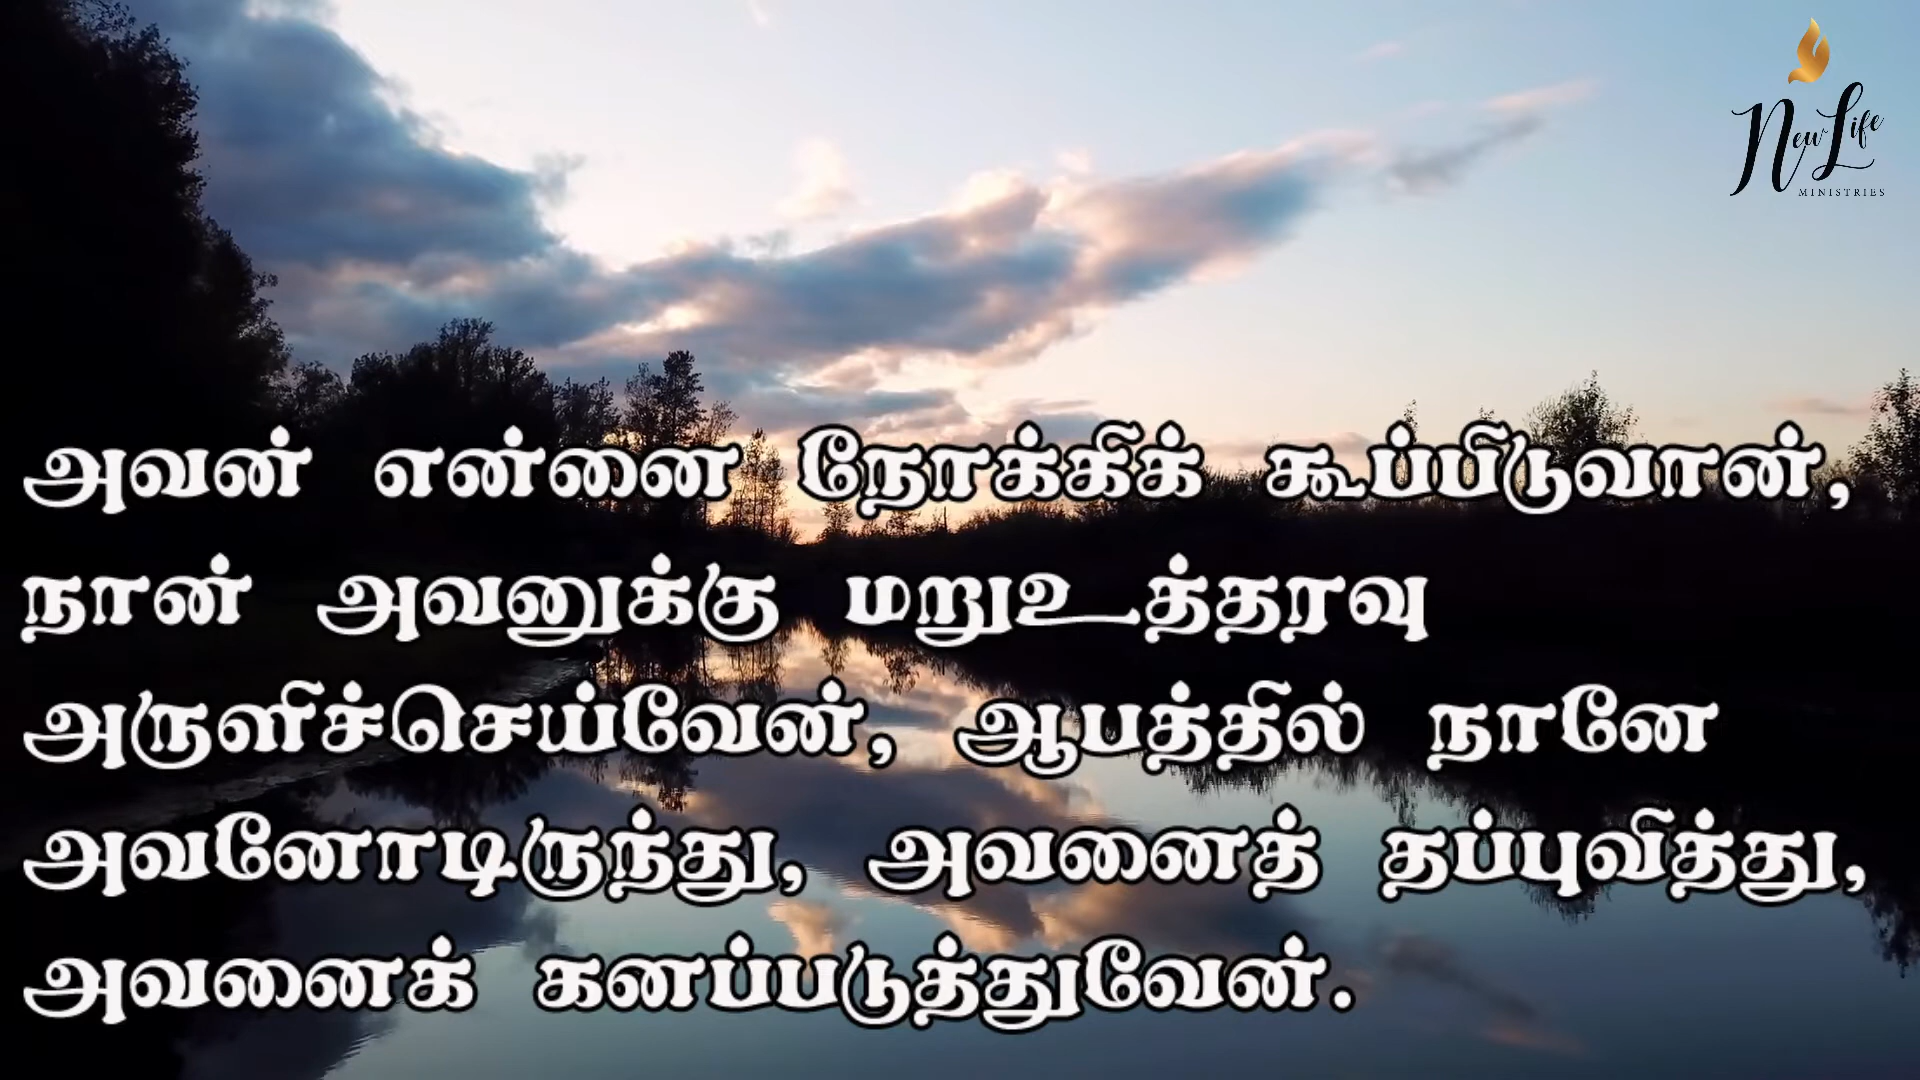 New Life
MINISTRIES
அவன் என்னை நோக்கிக் கூப்பிடுவான்,
நான் அவனுக்கு மறுஉத்தரவு
அருளிச்செய்வேன், ஆபத்தில் நானே
அவனோடிருந்து, அவனைத் தப்புவித்து,
அவனைக் கனப்படுத்துவேன்.